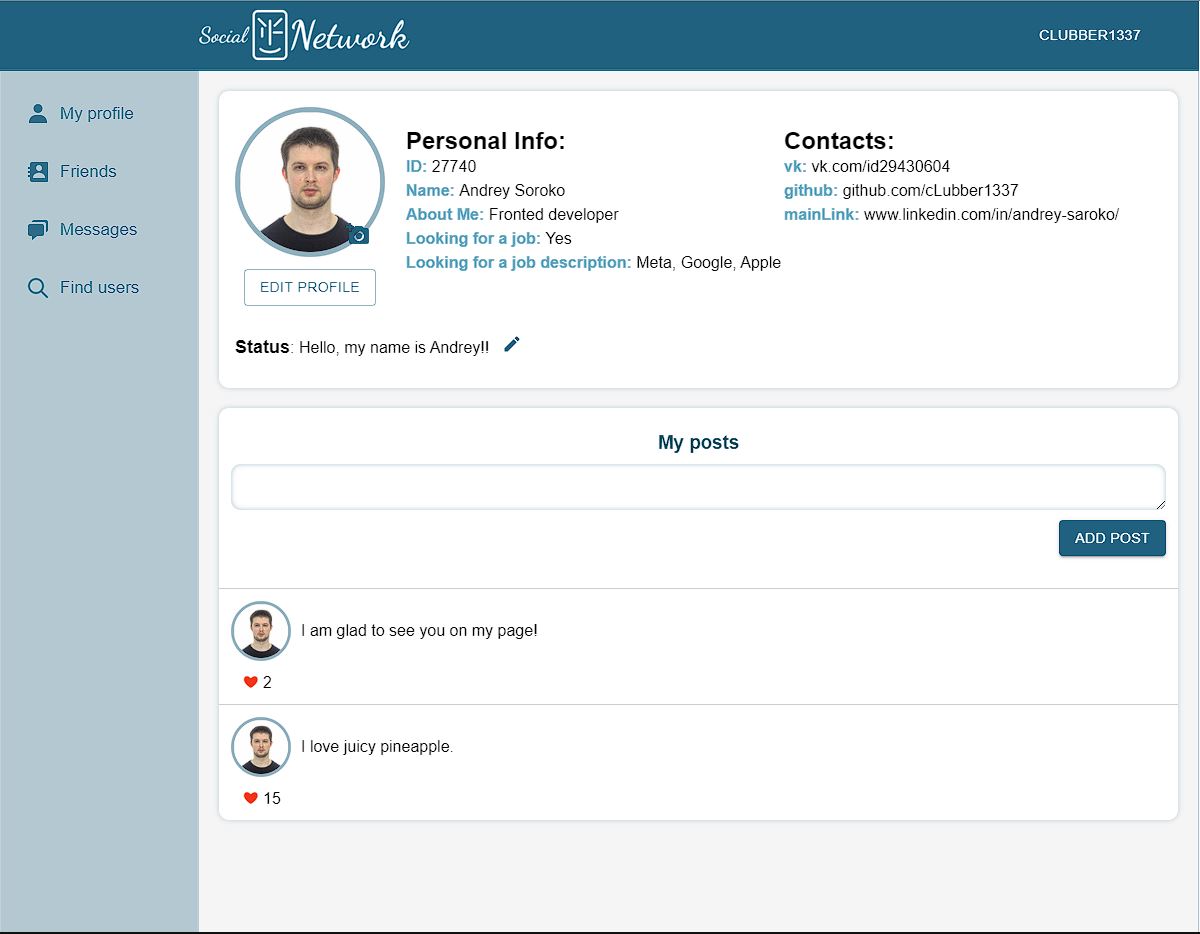 Social Network
CLUBBER1337
My profile
Friends
Messages
Find users
Personal Info:
ID: 27740
Name: Andrey Soroko
About Me: Fronted developer
Looking for a job: Yes
Looking for a job description: Meta, Google, Apple
Contacts:
vk: vk.com/id29430604
github: github.com/cLubber1337
mainLink: www.linkedin.com/in/andrey-saroko/
EDIT PROFILE
Status: Hello, my name is Andrey!!
My posts
ADD POST
I am glad to see you on my page!
2
I love juicy pineapple.
15